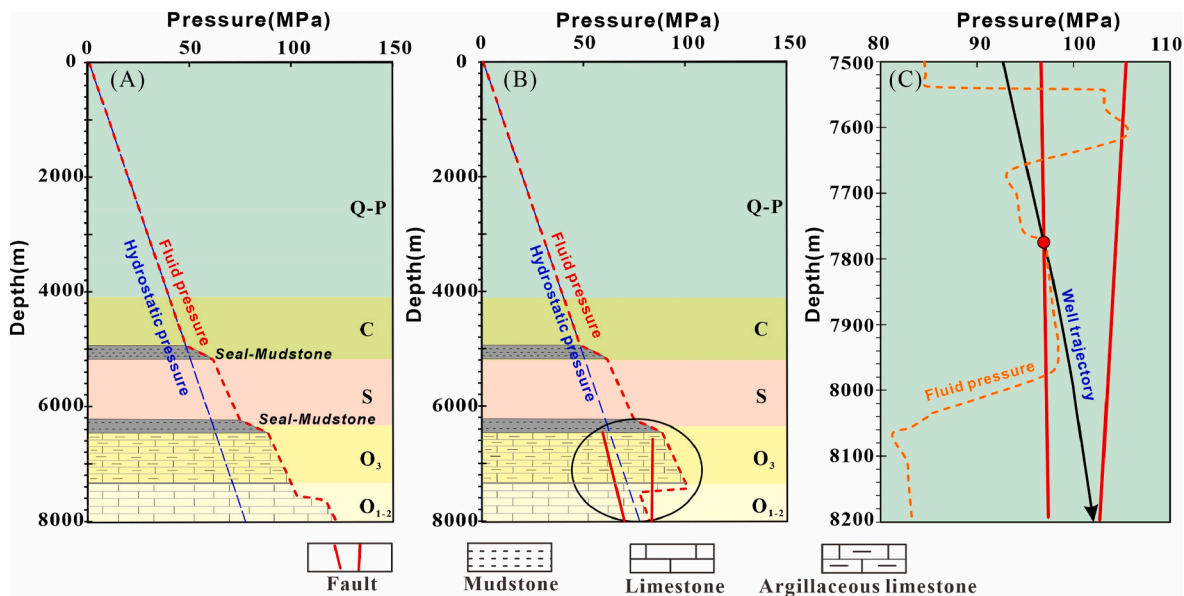 Pressure(MPa)
0 50 100 150
(A)
0
2000
4000
6000
8000
Depth(m)
Hydrostatic pressure
Fluid pressure
Q-P
C
Seal-Mudstone
S
Seal-Mudstone
O3
O1-2
Pressure(MPa)
0 50 100 150
(B)
0
2000
4000
6000
8000
Depth(m)
Hydrostatic pressure
Fluid pressure
Q-P
C
S
O3
O1-2
Pressure(MPa)
80 90 100 110
(C)
7500
7600
7700
7800
7900
8000
8100
8200
Depth(m)
Fluid pressure
Well trajectory
Fault
Mudstone
Limestone
Argillaceous limestone